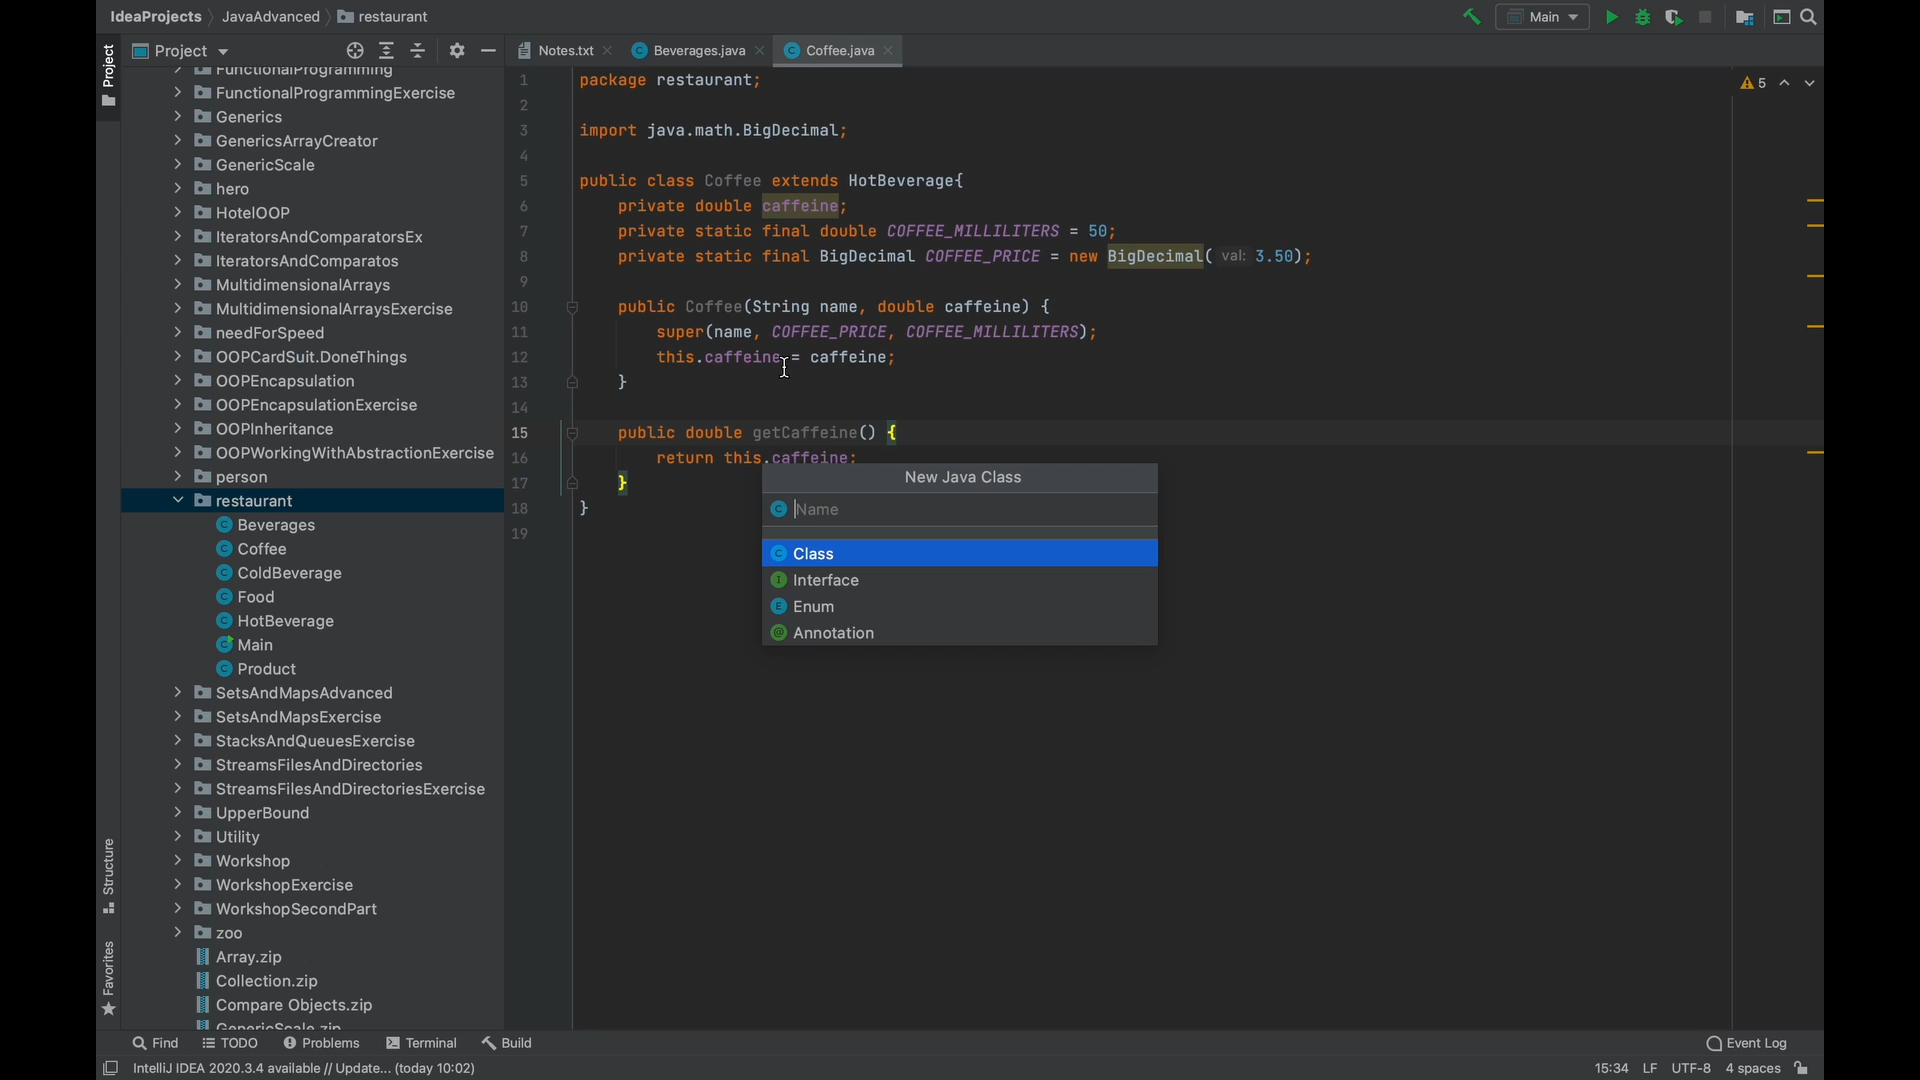 IdeaProjects JavaAdvanced restaurant
Main
Project
Project
Notes.txt Beverages.java Coffee.java
FunctionalProgramming
FunctionalProgrammingExercise
Generics
GenericsArrayCreator
GenericScale
hero
HotelOOP
IteratorsAndComparatorsEx
IteratorsAndComparatos
MultidimensionalArrays
MultidimensionalArraysExercise
needForSpeed
OOPCardSuit.DoneThings
OOPEncapsulation
OOPEncapsulationExercise
OOPInheritance
OOPWorkingWithAbstractionExercise
person
restaurant
Beverages
Coffee
ColdBeverage
Food
HotBeverage
Main
Product
SetsAndMapsAdvanced
SetsAndMapsExercise
StacksAndQueuesExercise
StreamsFilesAndDirectories
StreamsFilesAndDirectoriesExercise
UpperBound
Utility
Workshop
WorkshopExercise
WorkshopSecondPart
zoo
Array.zip
Collection.zip
Compare Objects.zip
GenericScale.zip
Structure
Favorites
1 package restaurant;
2
3 import java.math.BigDecimal;
4
5 public class Coffee extends HotBeverage{
6 private double caffeine;
7 private static final double COFFEE_MILLILITERS = 50;
8 private static final BigDecimal COFFEE_PRICE = new BigDecimal( val: 3.50);
9
10 public Coffee(String name, double caffeine) {
11 super(name, COFFEE_PRICE, COFFEE_MILLILITERS);
12 this.caffeine = caffeine;
13 }
14
15 public double getCaffeine() {
16 return this.caffeine;
17 }
18 }
19
5
New Java Class
Name
Class
Interface
Enum
Annotation
Find TODO Problems Terminal Build Event Log
IntelliJ IDEA 2020.3.4 available // Update... (today 10:02) 15:34 LF UTF-8 4 spaces